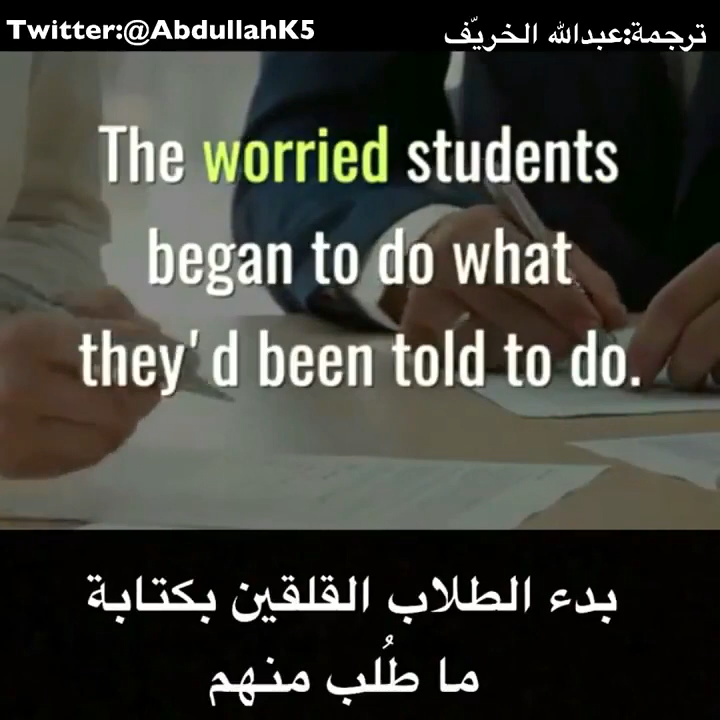 Twitter:@AbdullahK5
ترجمة:عبدالله الخريّف
The worried students
began to do what
they'd been told to do.
بدء الطلاب القلقين بكتابة
ما طُلب منهم